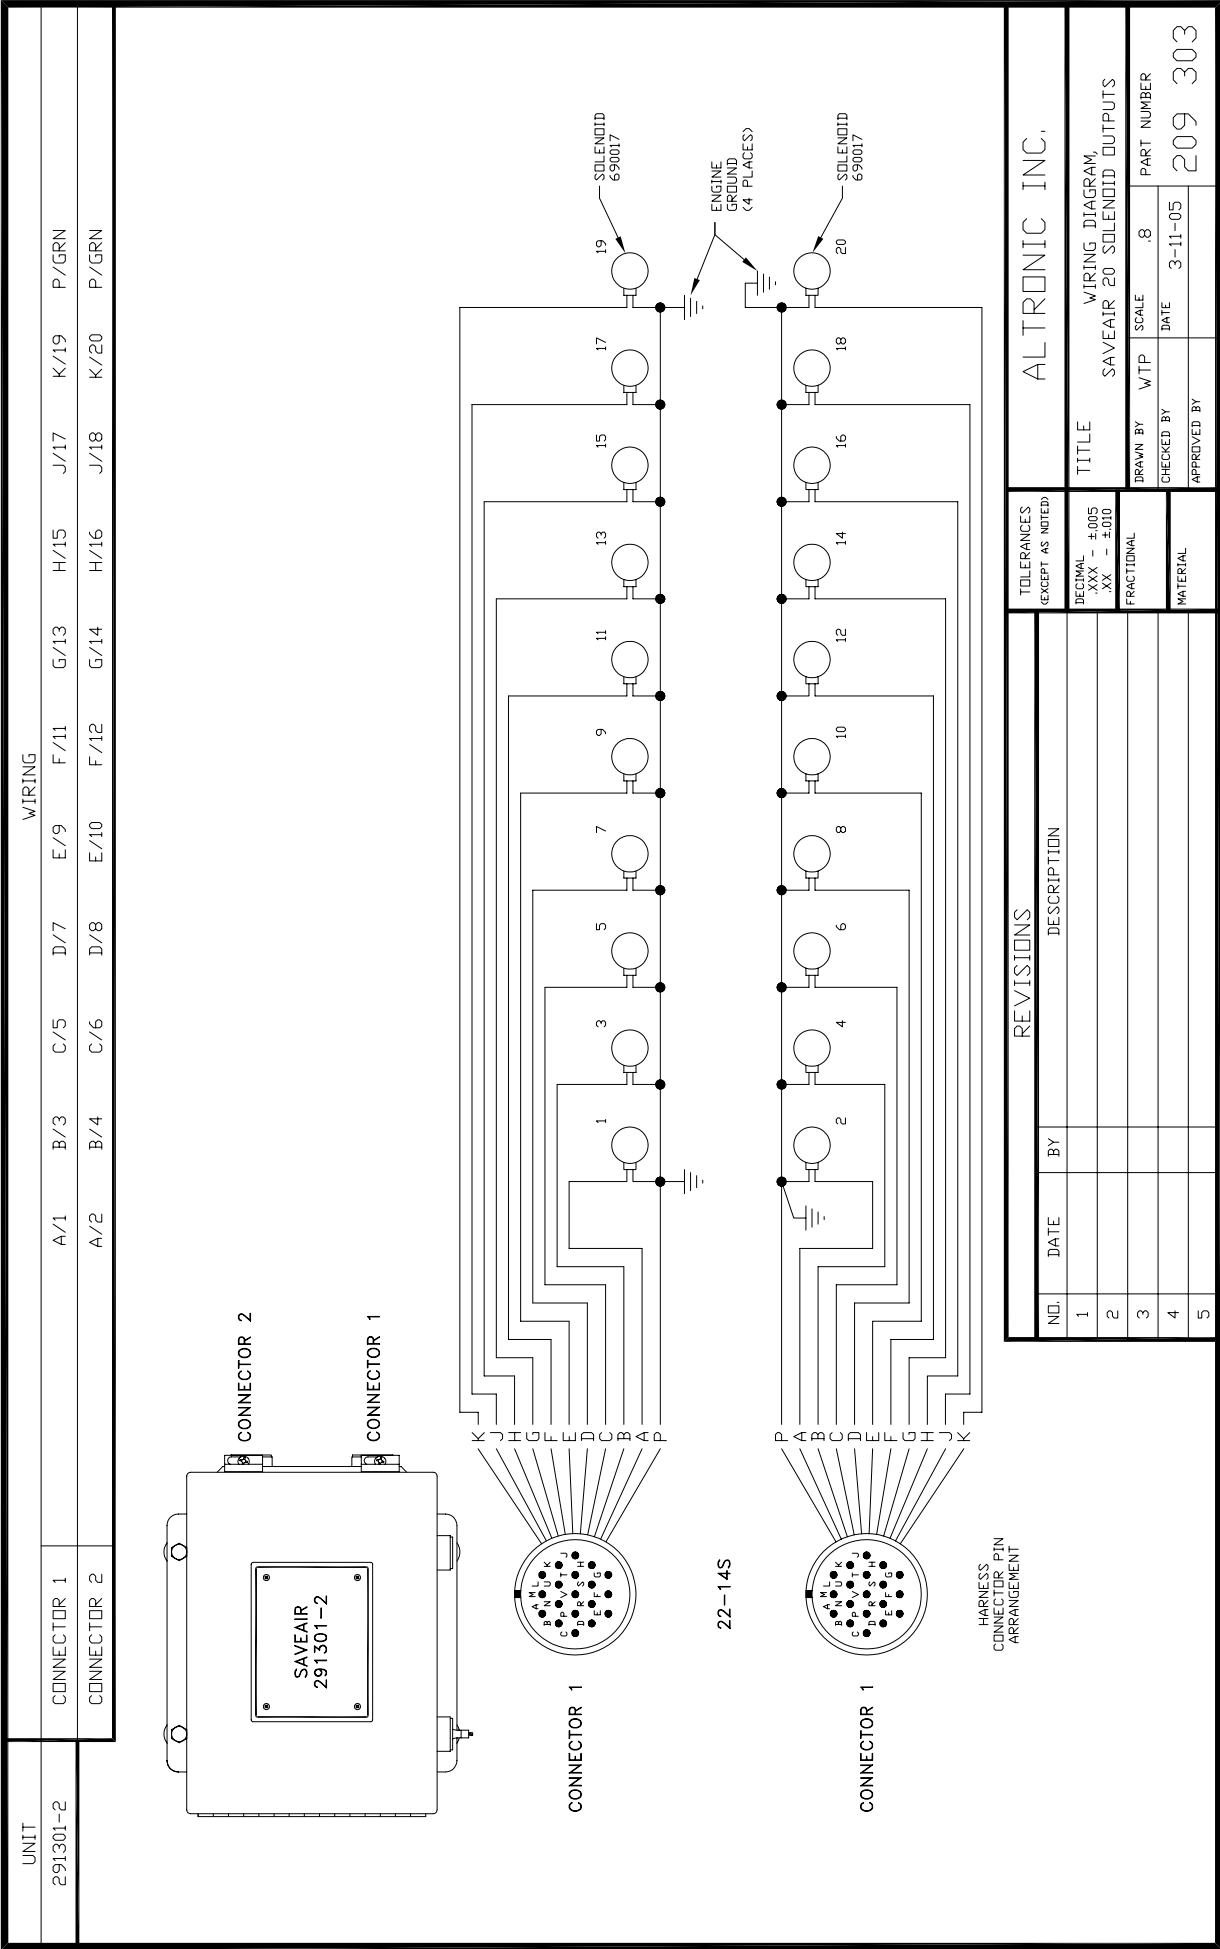 UNIT
WIRING
291301-2 CONNECTOR 1 A/1 B/3 C/5 D/7 E/9 F/11 G/13 H/15 J/17 K/19 P/GRN
CONNECTOR 2 A/2 B/4 C/6 D/8 E/10 F/12 G/14 H/16 J/18 K/20 P/GRN
CONNECTOR 2
CONNECTOR 1
SAVEAIR
291301-2
SOLENOID
690017
1 3 5 7 9 11 13 15 17 19
K
J
H
G
F
E
D
C
B
A
P
CONNECTOR 1
A M L
B N U K
C P V T J
D R S H
E F G
ENGINE
GROUND
(4 PLACES)
22-14S
P
A
B
C
D
E
F
G
H
J
K
CONNECTOR 1
A M L
B N U K
C P V T J
D R S H
E F G
2 4 6 8 10 12 14 16 18 20
SOLENOID
690017
HARNESS
CONNECTOR PIN
ARRANGEMENT
REVISIONS
NO. DATE BY DESCRIPTION
1
2
3
4
5
TOLERANCES
(EXCEPT AS NOTED)
DECIMAL
.XXX - ±.005
.XX - ±.010
FRACTIONAL
MATERIAL
ALTRONIC INC.
TITLE
WIRING DIAGRAM,
SAVEAIR 20 SOLENOID OUTPUTS
DRAWN BY WTP
SCALE .8
PART NUMBER
209 303
CHECKED BY
DATE 3-11-05
APPROVED BY